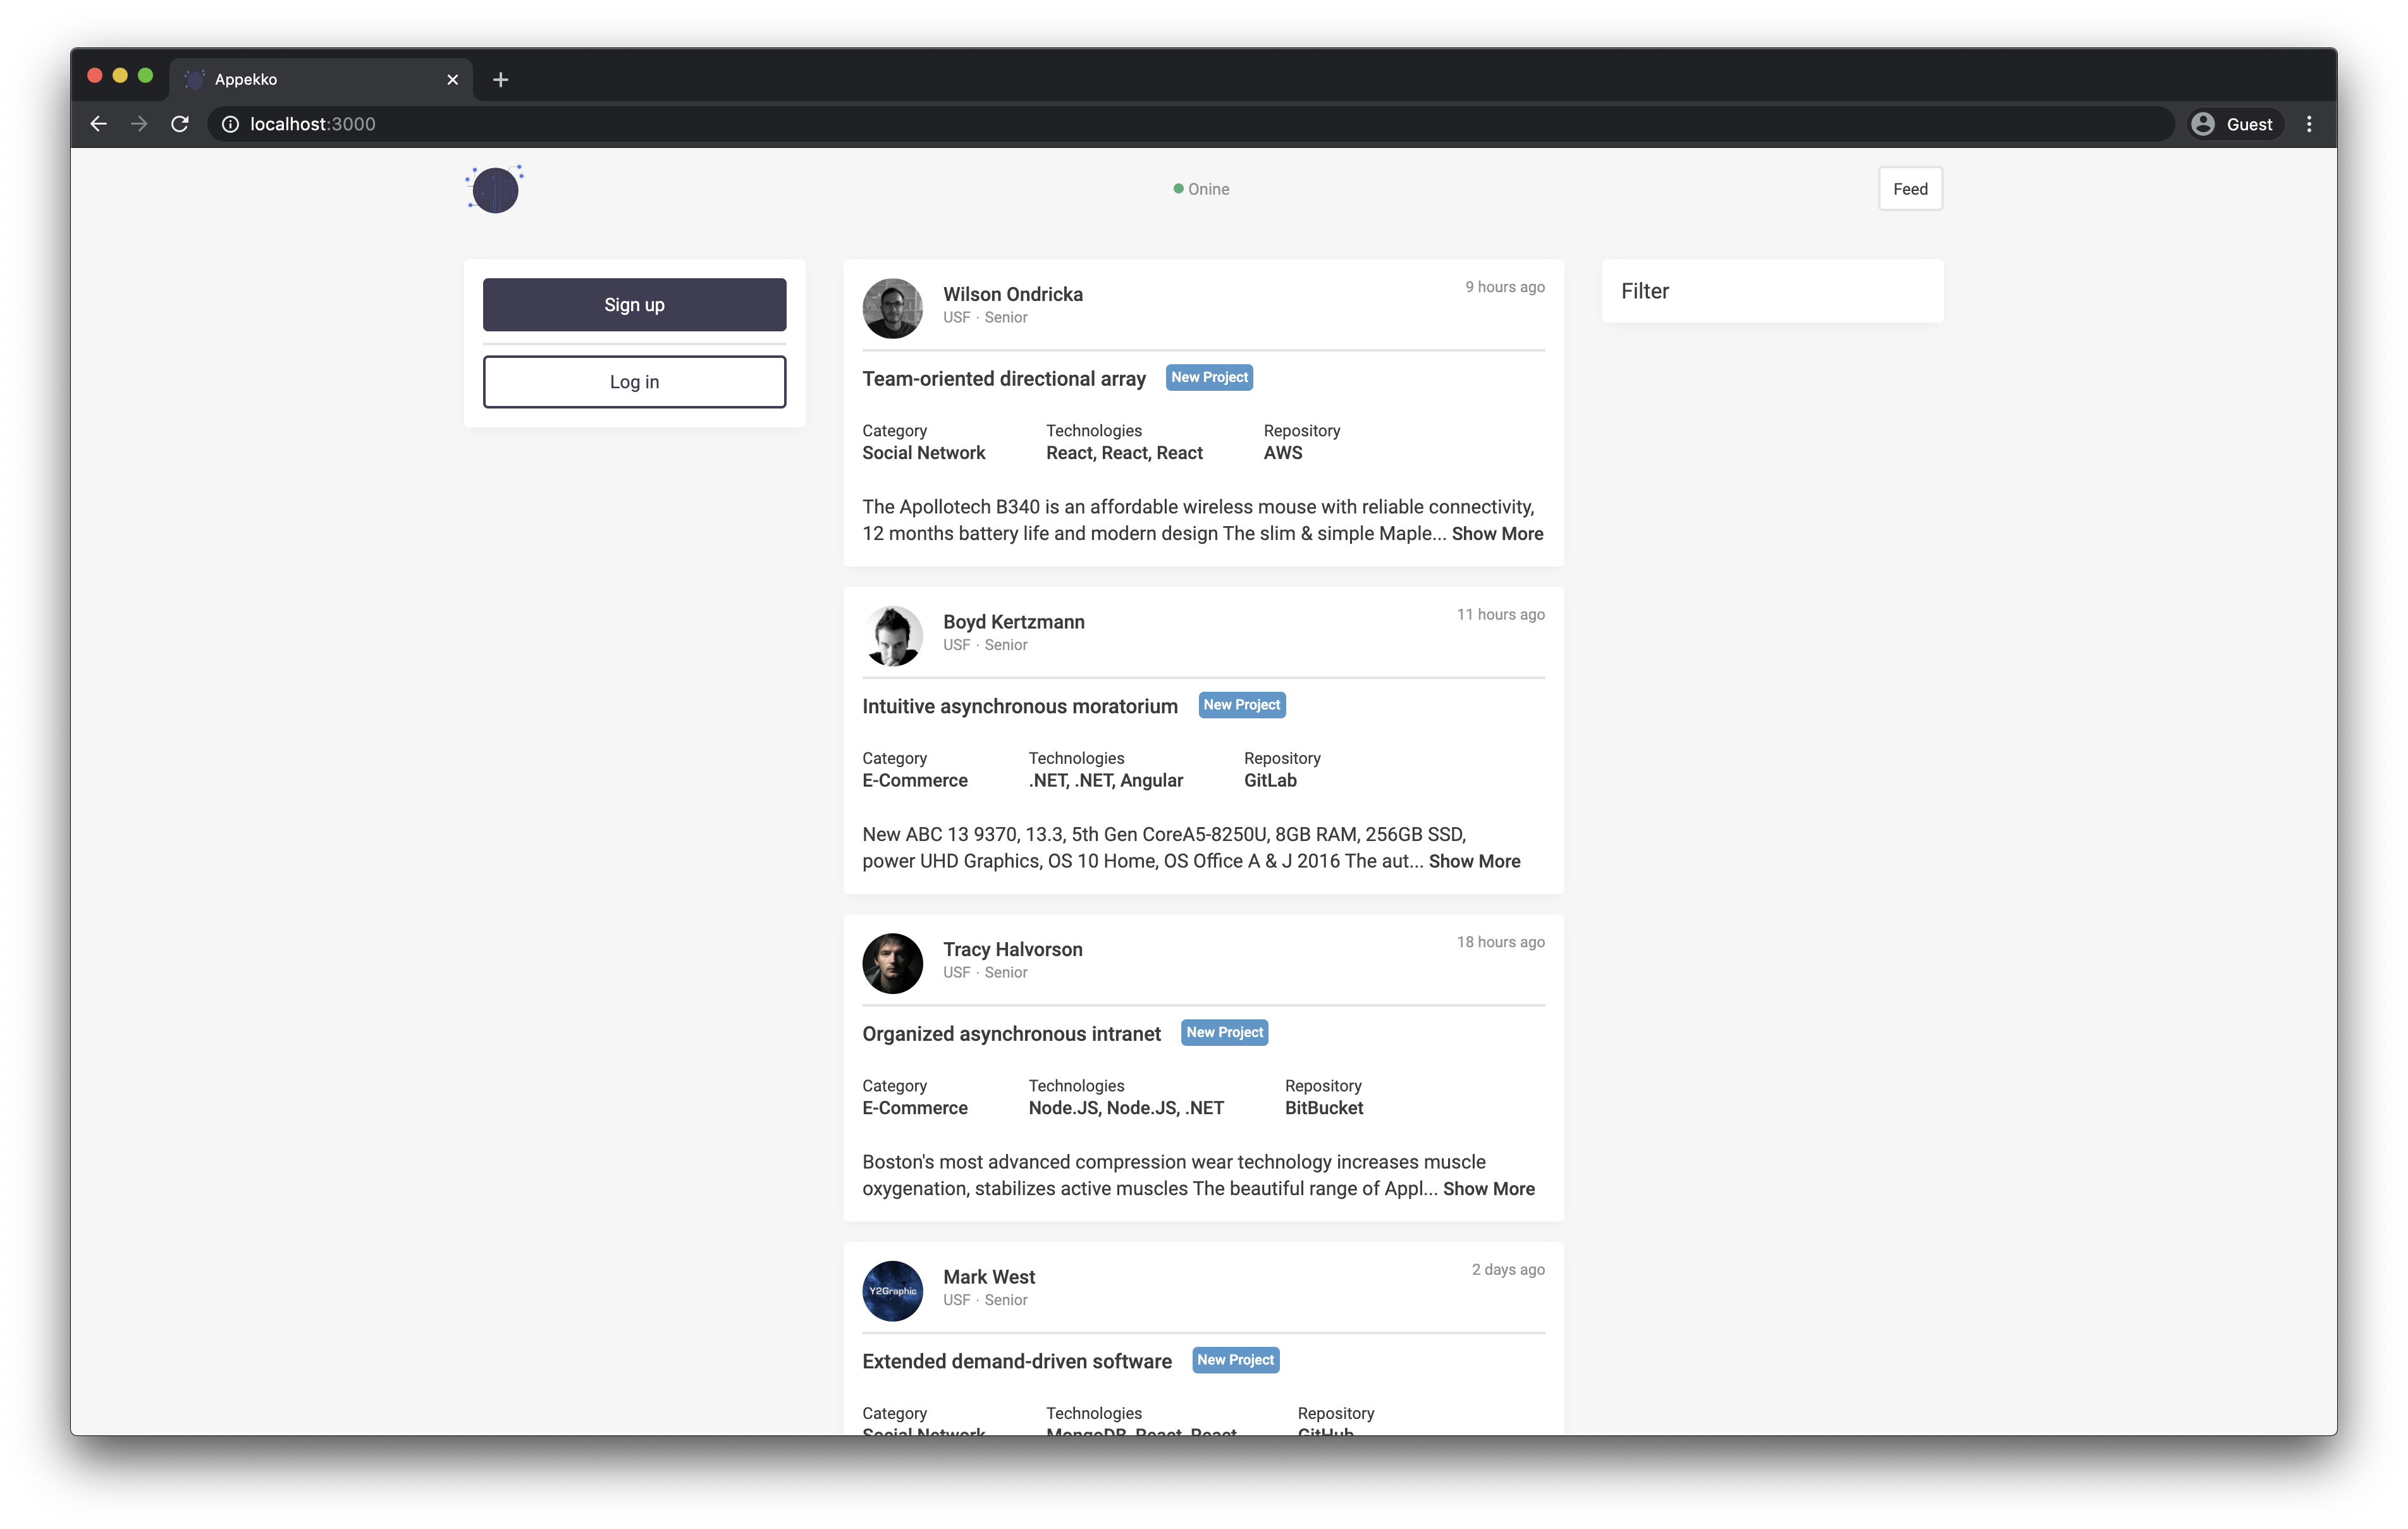 Appekko
localhost:3000
Guest
Onine
Feed
Sign up
Log in
Wilson Ondricka
USF · Senior
9 hours ago
Team-oriented directional array New Project
Category Technologies Repository
Social Network React, React, React AWS
The Apollotech B340 is an affordable wireless mouse with reliable connectivity,
12 months battery life and modern design The slim & simple Maple... Show More
Boyd Kertzmann
USF · Senior
11 hours ago
Intuitive asynchronous moratorium New Project
Category Technologies Repository
E-Commerce .NET, .NET, Angular GitLab
New ABC 13 9370, 13.3, 5th Gen CoreA5-8250U, 8GB RAM, 256GB SSD,
power UHD Graphics, OS 10 Home, OS Office A & J 2016 The aut... Show More
Tracy Halvorson
USF · Senior
18 hours ago
Organized asynchronous intranet New Project
Category Technologies Repository
E-Commerce Node.JS, Node.JS, .NET BitBucket
Boston's most advanced compression wear technology increases muscle
oxygenation, stabilizes active muscles The beautiful range of Appl... Show More
Y2Graphic
Mark West
USF · Senior
2 days ago
Extended demand-driven software New Project
Category Technologies Repository
Social Network MongoDB, React, React GitHub
Filter